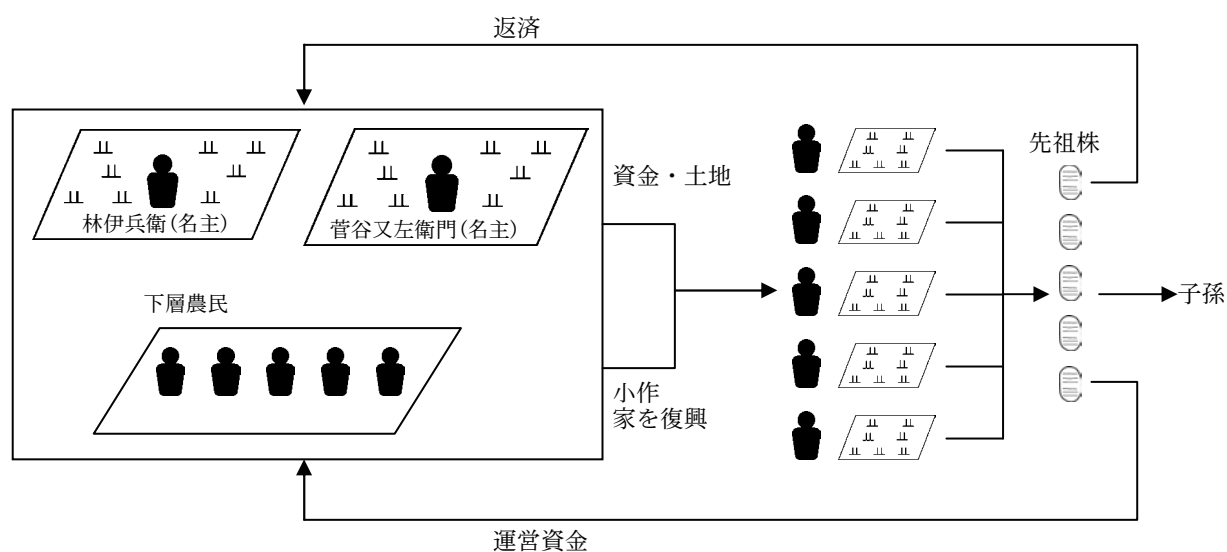 返済
先祖株
資金・土地
林伊兵衛(名主)
菅谷又左衛門(名主)
下層農民
子孫
小作
家を復興
運営資金